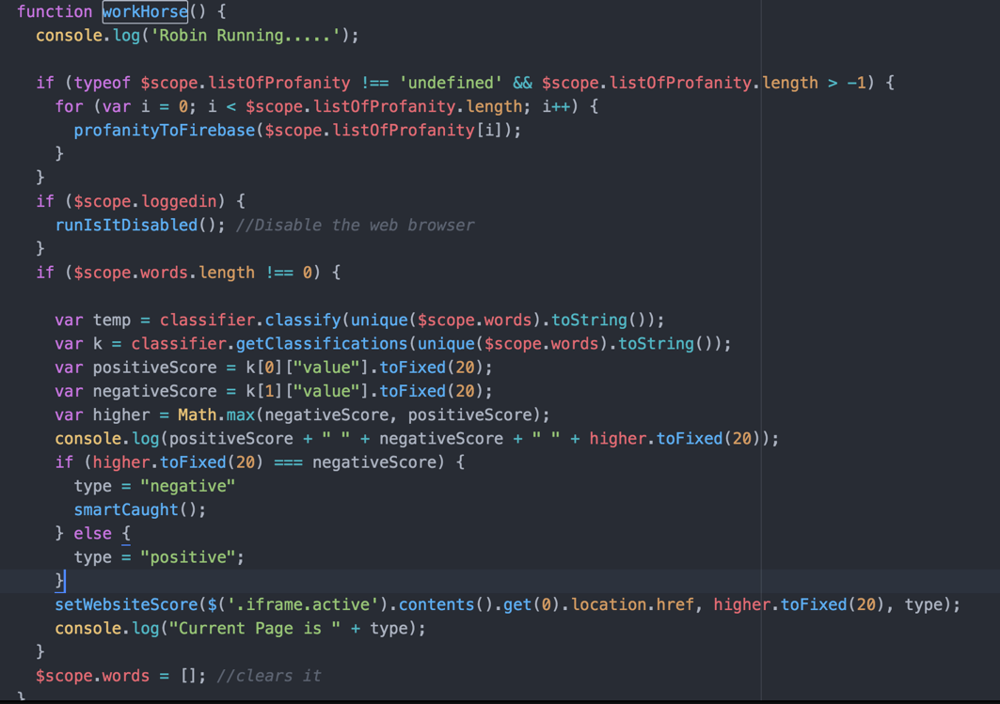 function workHorse() {
console.log('Robin Running.....');
if (typeof $scope.listOfProfanity !== 'undefined' && $scope.listOfProfanity.length > -1) {
for (var i = 0; i < $scope.listOfProfanity.length; i++) {
profanityToFirebase($scope.listOfProfanity[i]);
}
}
if ($scope.loggedin) {
runIsItDisabled(); //Disable the web browser
}
if ($scope.words.length !== 0) {
var temp = classifier.classify(unique($scope.words).toString());
var k = classifier.getClassifications(unique($scope.words).toString());
var positiveScore = k[0]["value"].toFixed(20);
var negativeScore = k[1]["value"].toFixed(20);
var higher = Math.max(negativeScore, positiveScore);
console.log(positiveScore + " " + negativeScore + " " + higher.toFixed(20));
if (higher.toFixed(20) === negativeScore) {
type = "negative"
smartCaught();
} else {
type = "positive";
}
setWebsiteScore($('.iframe.active').contents().get(0).location.href, higher.toFixed(20), type);
console.log("Current Page is " + type);
}
$scope.words = []; //clears it
}